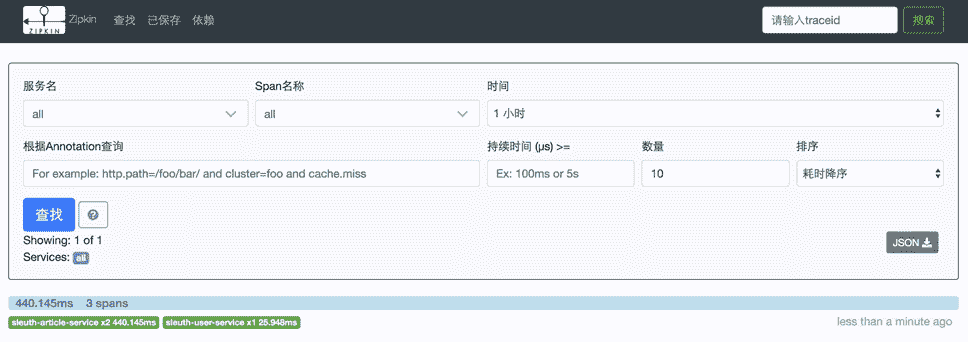 ZIPKIN Zipkin 查找 已保存 依赖 请输入traceid 搜索
服务名 Span名称 时间
all all 1 小时
根据Annotation查询 持续时间 (μs) >= 数量 排序
For example: http.path=/foo/bar/ and cluster=foo and cache.miss Ex: 100ms or 5s 10 耗时降序
查找 ?
Showing: 1 of 1
Services: all JSON
440.145ms 3 spans
sleuth-article-service x2 440.145ms sleuth-user-service x1 25.948ms less than a minute ago